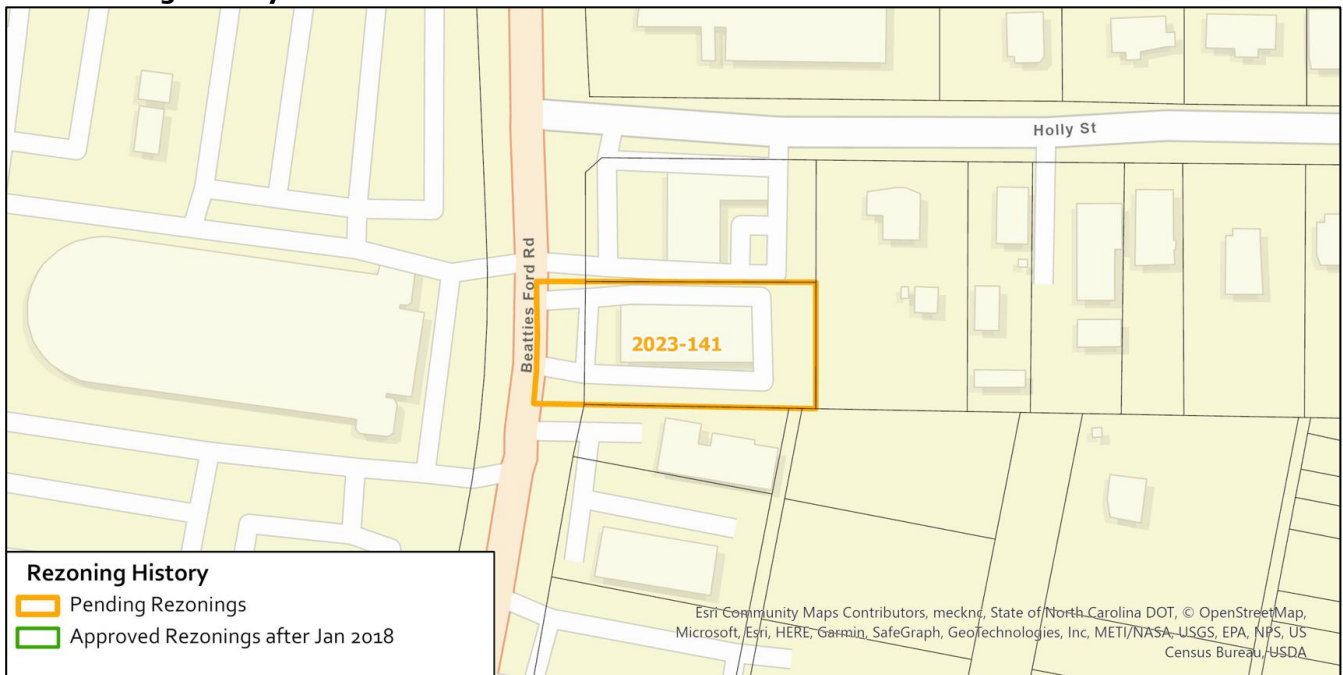 Holly St
Beatties Ford Rd
2023-141
Rezoning History
Pending Rezonings
Approved Rezonings after Jan 2018
Esri Community Maps Contributors, mecknc, State of North Carolina DOT, © OpenStreetMap,
Microsoft, Esri, HERE, Garmin, SafeGraph, GeoTechnologies, Inc, METI/NASA, USGS, EPA, NPS, US
Census Bureau, USDA